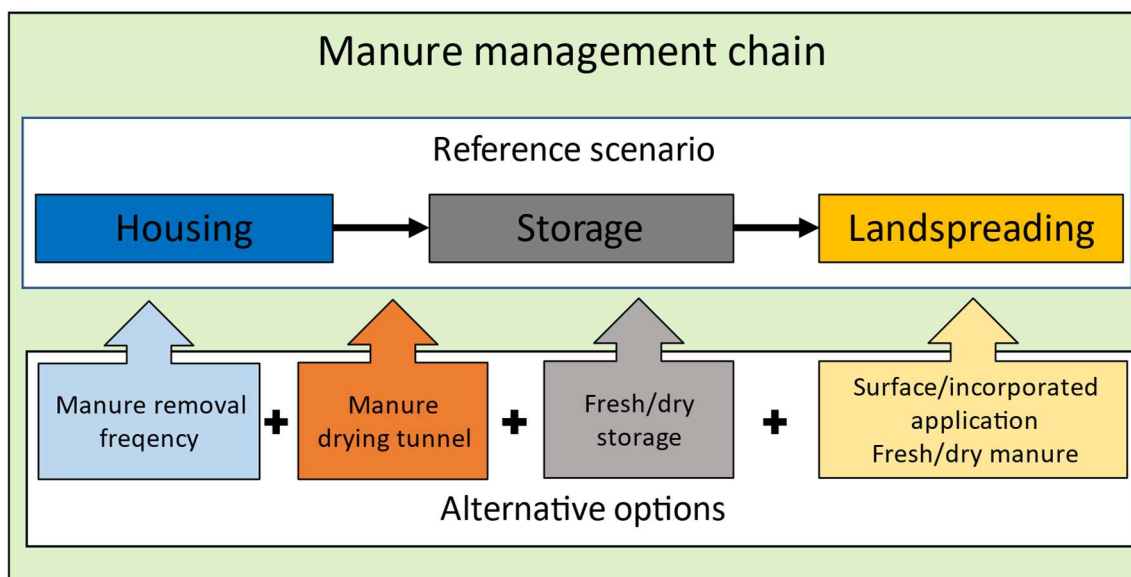 Manure management chain
Reference scenario
Housing
Storage
Landspreading
Manure removal
freqency
Manure
drying tunnel
Fresh/dry
storage
Surface/incorporated
application
Fresh/dry manure
Alternative options